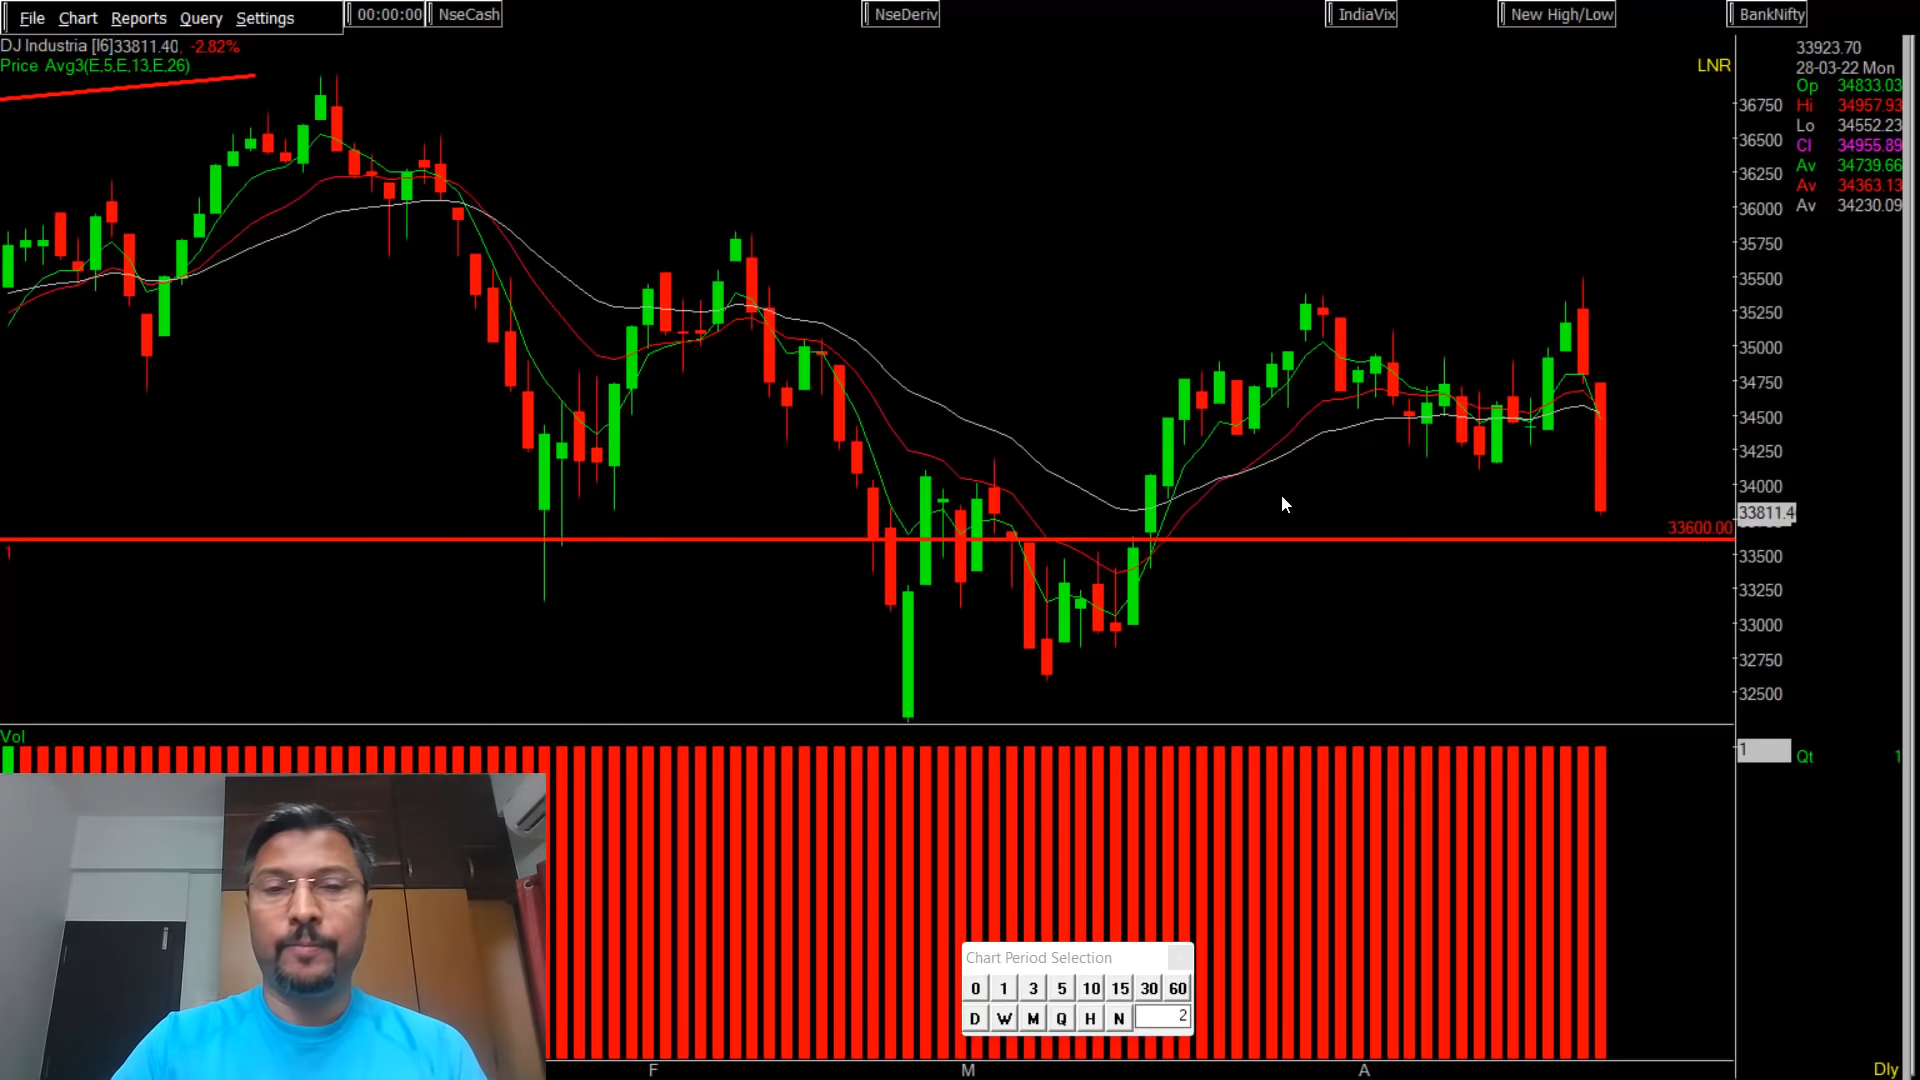 File Chart Reports Query Settings
00:00:00
NseCash
NseDeriv
IndiaVix
New High/Low
BankNifty
DJ Industria [I6]33811.40, -2.82%
Price Avg3(E,5,E,13,E,26)
LNR
33923.70
28-03-22 Mon
Op 34833.03
Hi 34957.93
Lo 34552.23
Cl 34955.89
Av 34739.66
Av 34363.13
Av 34230.09
36750
36500
36250
36000
35750
35500
35250
35000
34750
34500
34250
34000
33811.4
33600.00
33500
33250
33000
32750
32500
1
Vol
1
Qt 1
Chart Period Selection
0 1 3 5 10 15 30 60
D W M Q H N 2
F M A
Dly